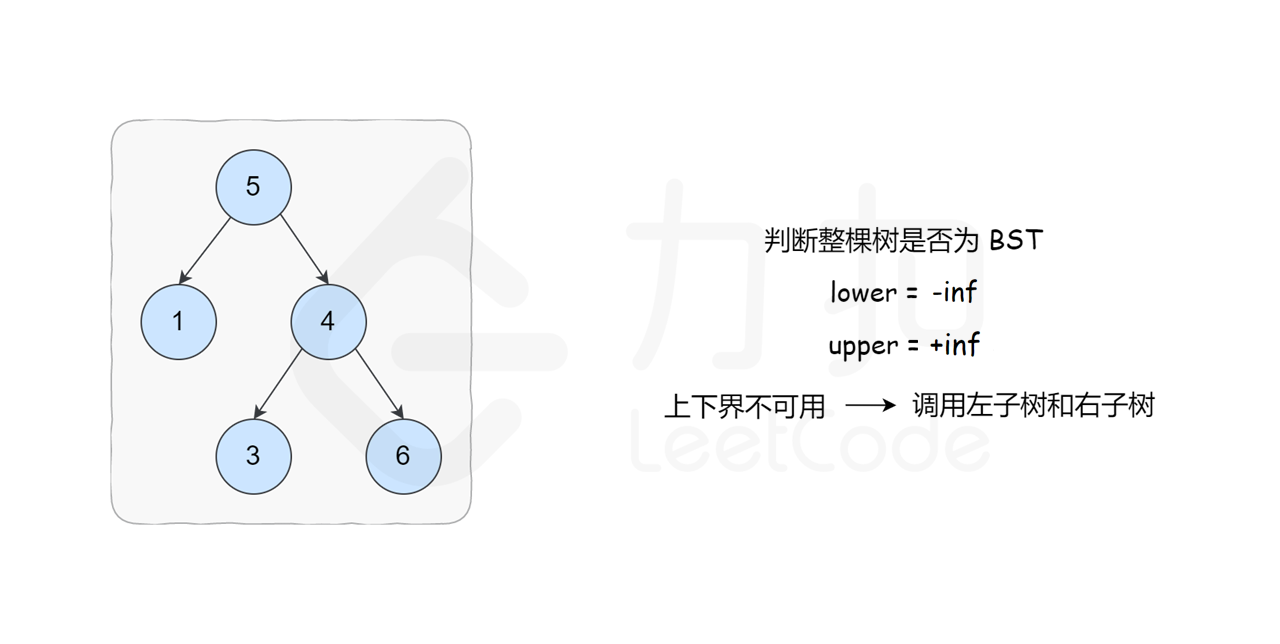 5
1
4
3
6
判断整棵树是否为 BST
lower = -inf
upper = +inf
上下界不可用
调用左子树和右子树
力扣
LeetCode